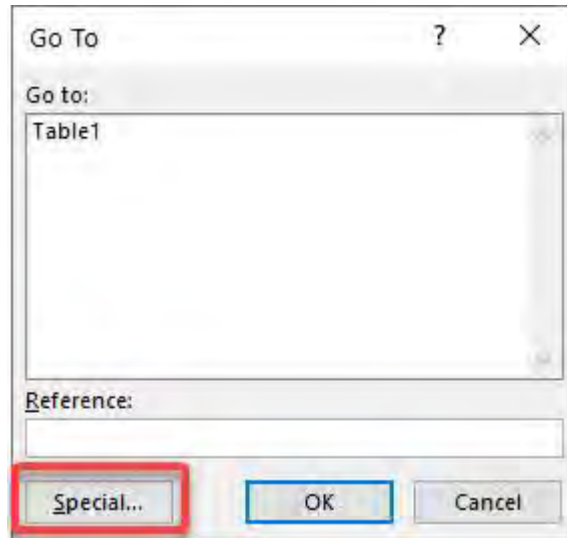 Go To ? ×
Go to:
Table1
Reference:
Special... OK Cancel